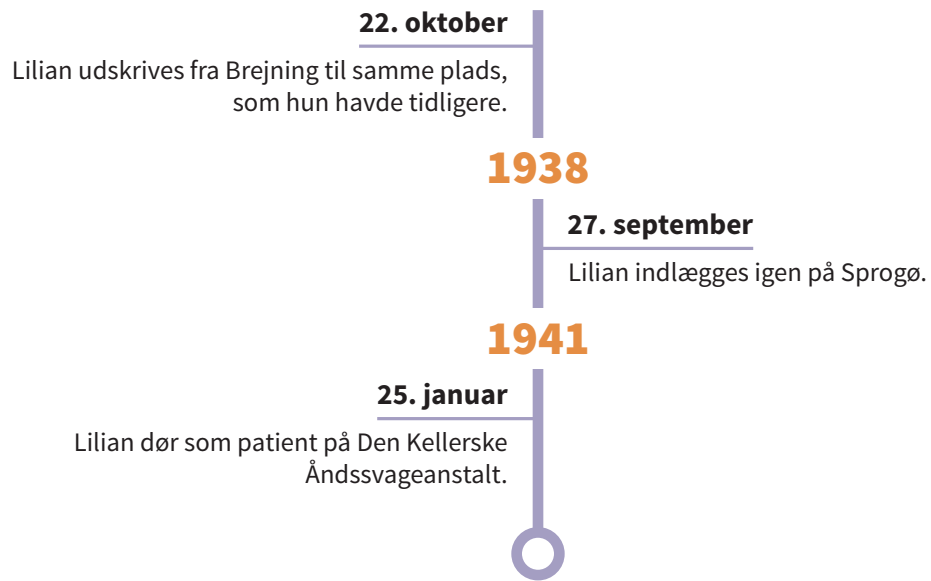 22. oktober
Lilian udskrives fra Brejning til samme plads,
som hun havde tidligere.
1938
27. september
Lilian indlægges igen på Sprogø.
1941
25. januar
Lilian dør som patient på Den Kellerske
Åndssvageanstalt.